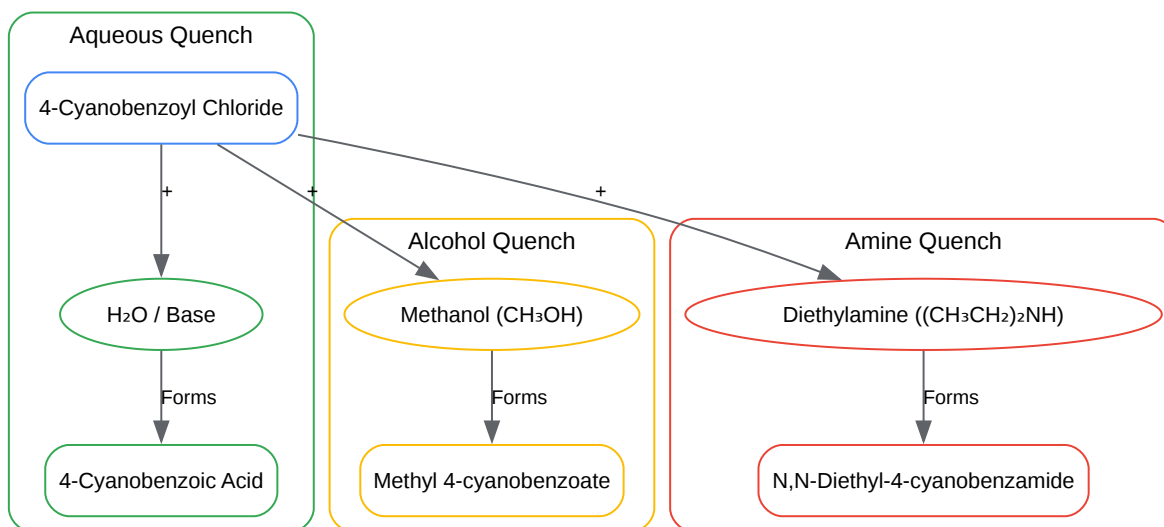 Aqueous Quench
4-Cyanobenzoyl Chloride
+
+
+
Alcohol Quench
Amine Quench
H₂O / Base
Methanol (CH₃OH)
Diethylamine ((CH₃CH₂)₂NH)
Forms
Forms
Forms
4-Cyanobenzoic Acid
Methyl 4-cyanobenzoate
N,N-Diethyl-4-cyanobenzamide